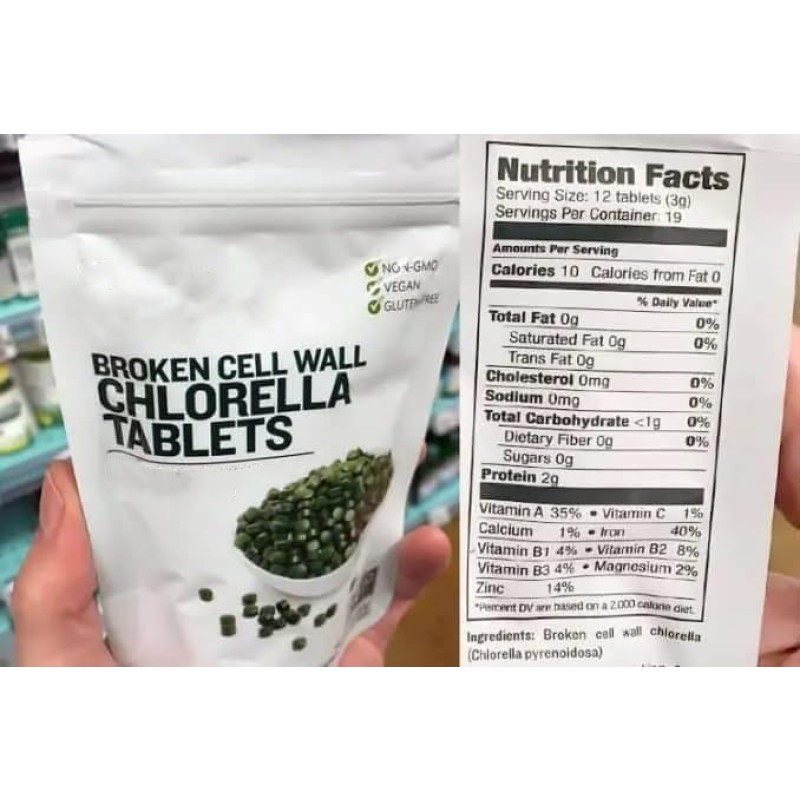 NON-GMO
VEGAN
GLUTEN FREE
BROKEN CELL WALL
CHLORELLA
TABLETS
Nutrition Facts
Serving Size: 12 tablets (3g)
Servings Per Container: 19
Amounts Per Serving
Calories 10 Calories from Fat 0
% Daily Value*
Total Fat 0g 0%
Saturated Fat 0g 0%
Trans Fat 0g
Cholesterol 0mg 0%
Sodium 0mg 0%
Total Carbohydrate <1g 0%
Dietary Fiber 0g 0%
Sugars 0g
Protein 2g
Vitamin A 35% • Vitamin C 1%
Calcium 1% • Iron 40%
Vitamin B1 4% • Vitamin B2 8%
Vitamin B3 4% • Magnesium 2%
Zinc 14%
*Percent DV are based on a 2,000 calorie diet.
Ingredients: Broken cell wall chlorella
(Chlorella pyrenoidosa)